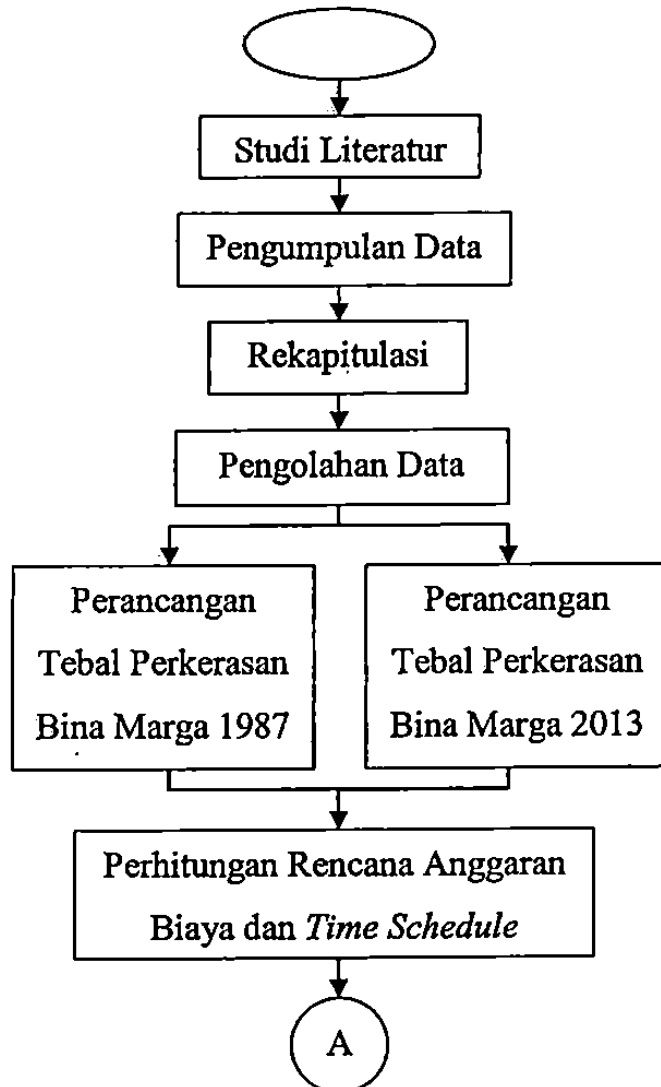 Studi Literatur
Pengumpulan Data
Rekapitulasi
Pengolahan Data
Perancangan
Tebal Perkerasan
Bina Marga 1987
Perancangan
Tebal Perkerasan
Bina Marga 2013
Perhitungan Rencana Anggaran
Biaya dan Time Schedule
A